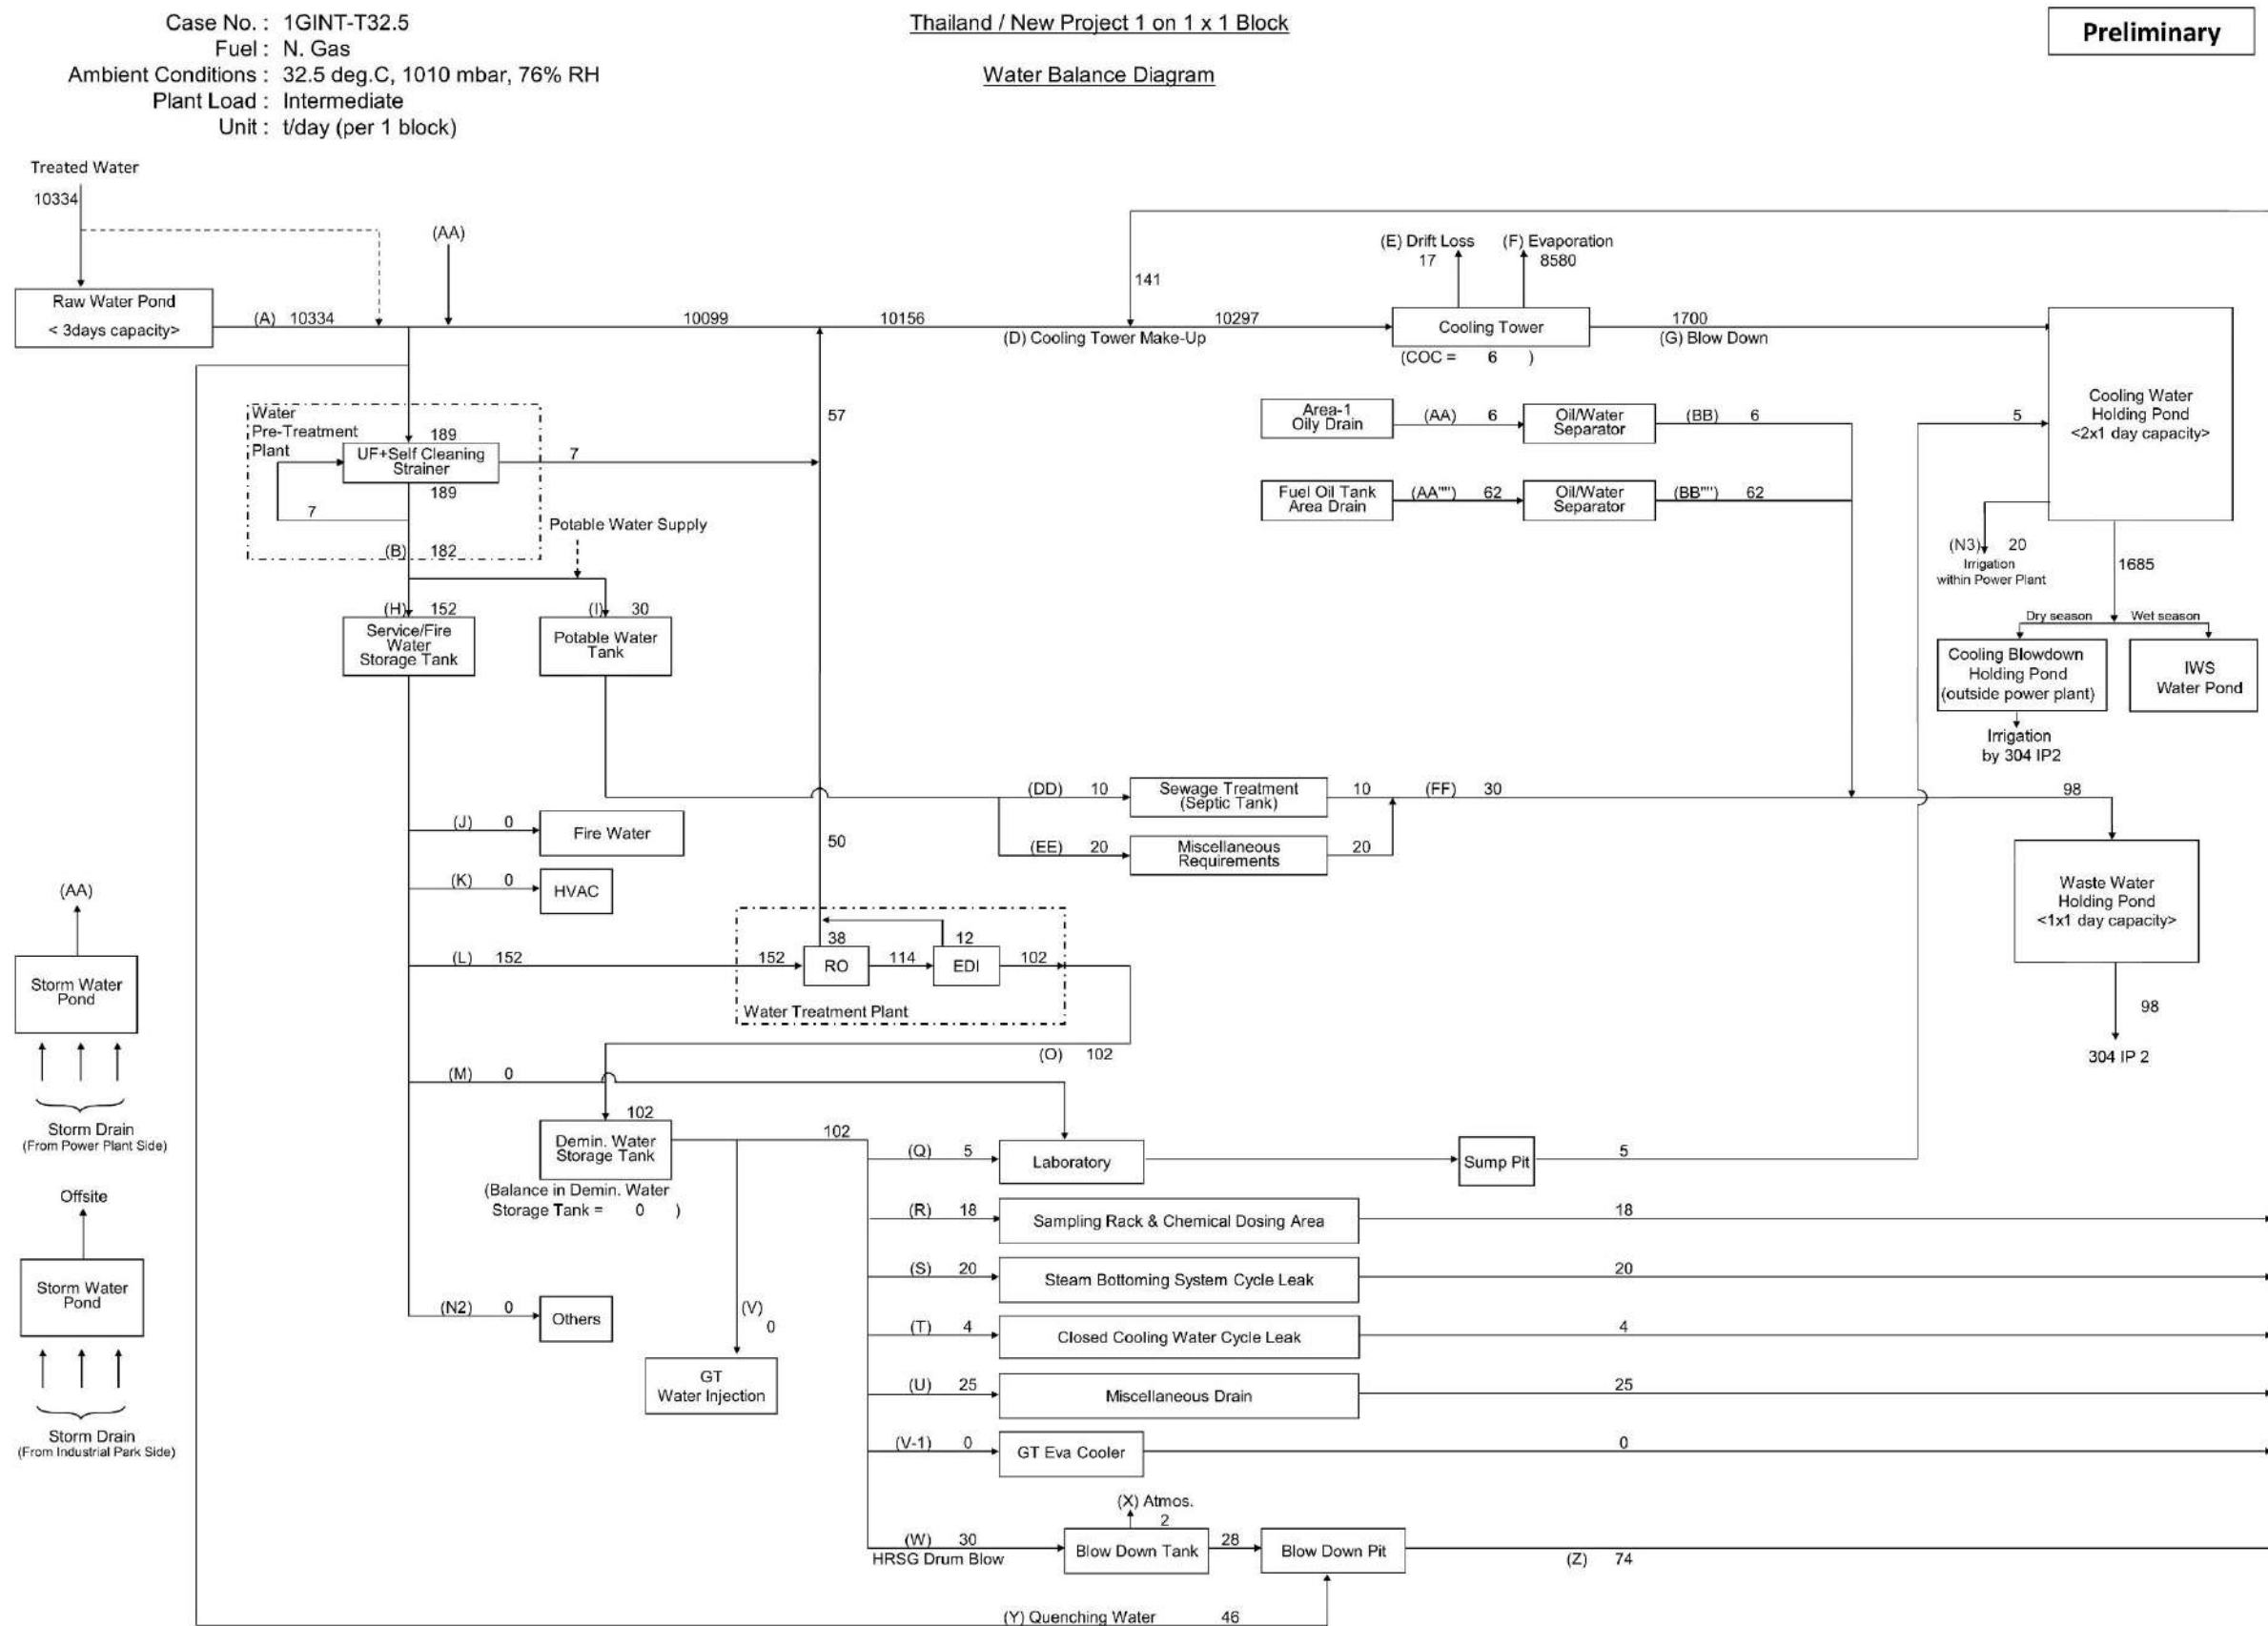 Case No. : 1GINT-T32.5
Fuel : N. Gas
Ambient Conditions : 32.5 deg.C, 1010 mbar, 76% RH
Plant Load : Intermediate
Unit : t/day (per 1 block)
Thailand / New Project 1 on 1 x 1 Block
Water Balance Diagram
Preliminary
Treated Water
10334
(AA)
Raw Water Pond
< 3days capacity>
(A) 10334
10099
10156
141
(D) Cooling Tower Make-Up
10297
(E) Drift Loss
17
(F) Evaporation
8580
Cooling Tower
(COC = 6 )
1700
(G) Blow Down
Cooling Water
Holding Pond
<2x1 day capacity>
5
(N3) 20
Irrigation
within Power Plant
1685
Dry season
Wet season
Cooling Blowdown
Holding Pond
(outside power plant)
IWS
Water Pond
Irrigation
by 304 IP2
Area-1
Oily Drain
(AA) 6
Oil/Water
Separator
(BB) 6
Fuel Oil Tank
Area Drain
(AA"") 62
Oil/Water
Separator
(BB"") 62
Water
Pre-Treatment
Plant
189
UF+Self Cleaning
Strainer
189
7
7
57
(B) 182
Potable Water Supply
(H) 152
Service/Fire
Water
Storage Tank
(I) 30
Potable Water
Tank
(DD) 10
Sewage Treatment
(Septic Tank)
10
(FF) 30
98
(EE) 20
Miscellaneous
Requirements
20
Waste Water
Holding Pond
<1x1 day capacity>
98
304 IP 2
(J) 0
Fire Water
50
(K) 0
HVAC
(L) 152
152
38
RO
114
12
EDI
102
Water Treatment Plant
(O) 102
(M) 0
102
Demin. Water
Storage Tank
(Balance in Demin. Water
Storage Tank = 0 )
102
(V)
0
GT
Water Injection
(N2) 0
Others
(AA)
Storm Water
Pond
Storm Drain
(From Power Plant Side)
Offsite
Storm Water
Pond
Storm Drain
(From Industrial Park Side)
(Q) 5
Laboratory
Sump Pit
5
(R) 18
Sampling Rack & Chemical Dosing Area
18
(S) 20
Steam Bottoming System Cycle Leak
20
(T) 4
Closed Cooling Water Cycle Leak
4
(U) 25
Miscellaneous Drain
25
(V-1) 0
GT Eva Cooler
0
(X) Atmos.
2
(W) 30
HRSG Drum Blow
Blow Down Tank
28
Blow Down Pit
(Z) 74
(Y) Quenching Water 46